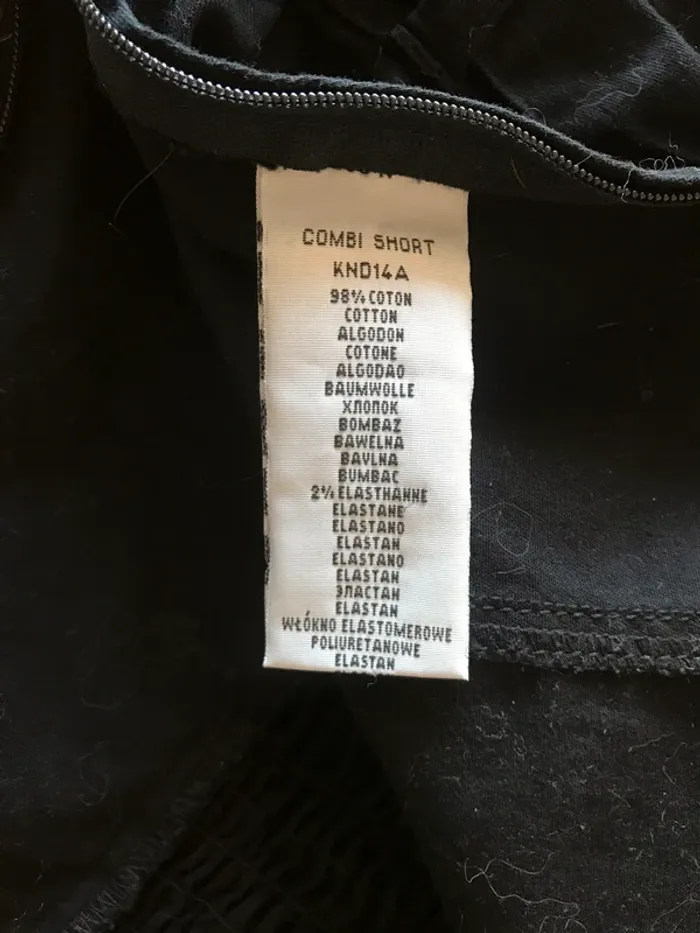 COMBI SHORT
KND14A
98% COTON
COTTON
ALGODON
COTONE
ALGODAO
BAUMWOLLE
ХЛОПОК
BOMBAZ
BAWELNA
BAVLNA
BUMBAC
2% ELASTHANNE
ELASTANE
ELASTANO
ELASTAN
ELASTANO
ELASTAN
ЭЛАСТАН
ELASTAN
WŁÓKNO ELASTOMEROWE
POLIURETANOWE
ELASTAN